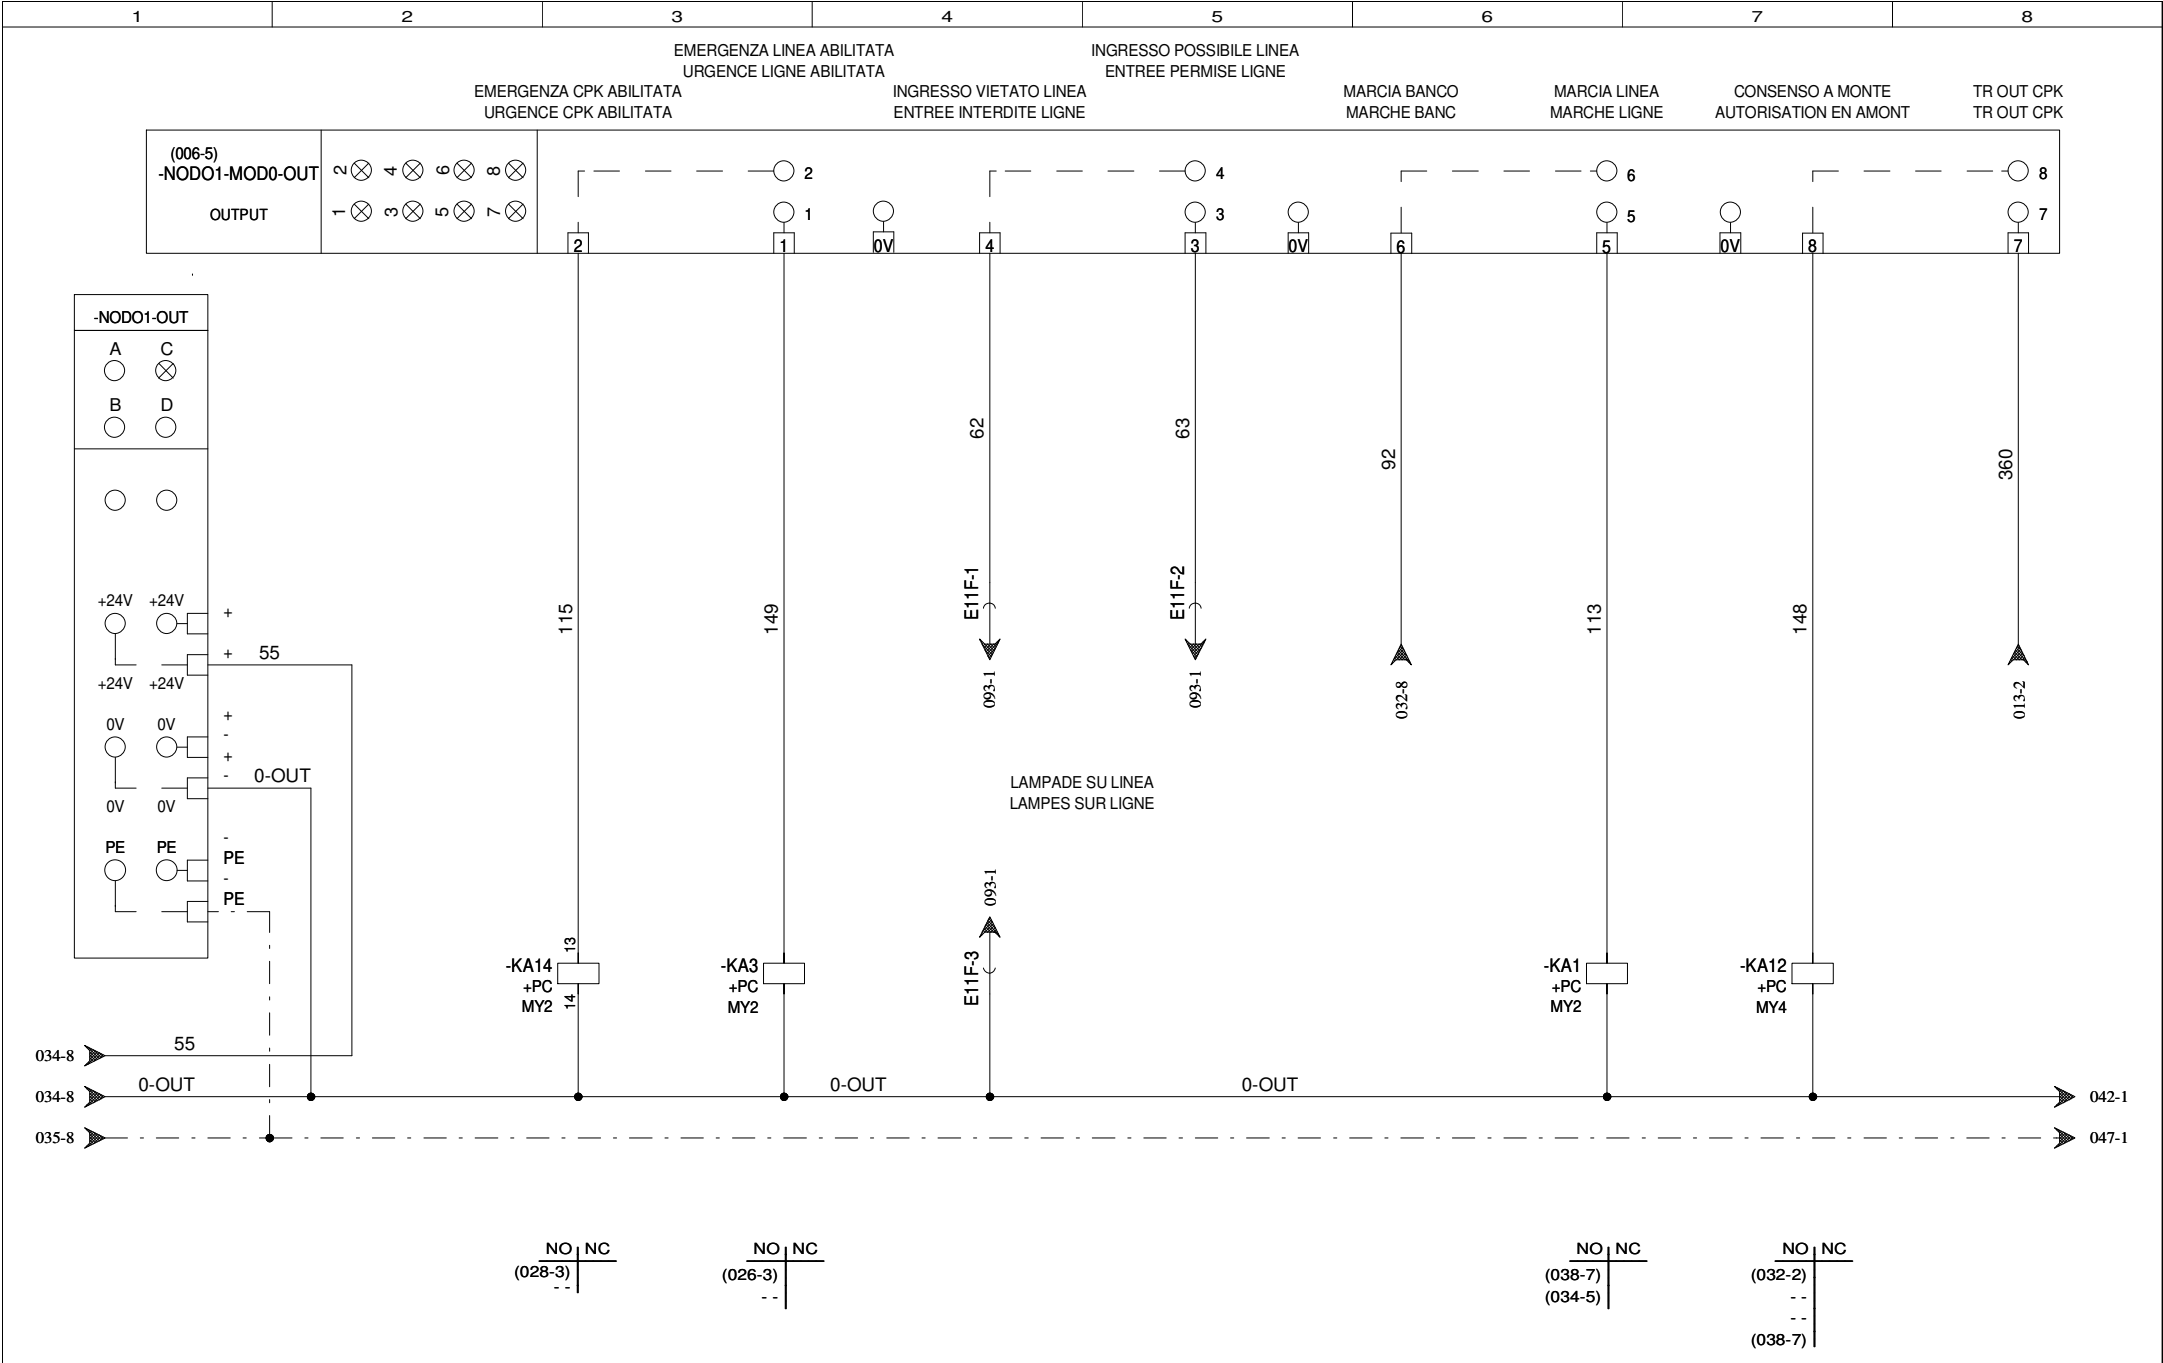 1 2 3 4 5 6 7 8
EMERGENZA LINEA ABILITATA
URGENCE LIGNE ABILITATA
INGRESSO POSSIBILE LINEA
ENTREE PERMISE LIGNE
EMERGENZA CPK ABILITATA
URGENCE CPK ABILITATA
INGRESSO VIETATO LINEA
ENTREE INTERDITE LIGNE
MARCIA BANCO
MARCHE BANC
MARCIA LINEA
MARCHE LIGNE
CONSENSO A MONTE
AUTORISATION EN AMONT
TR OUT CPK
TR OUT CPK
(006-5)
-NODO1-MOD0-OUT
OUTPUT
2 4 6 8
1 3 5 7
2 4 6 8
1 3 5 7
2 1 0V 4 3 0V 6 5 0V 8 7
-NODO1-OUT
A C
B D
+24V +24V
+
+
55
+24V +24V
0V 0V
+
-
+
-
0-OUT
0V 0V
PE PE
-
PE
-
PE
115
149
62
63
92
113
148
360
E11F-1
E11F-2
093-1
093-1
032-8
013-2
LAMPADE SU LINEA
LAMPES SUR LIGNE
093-1
E11F-3
13
-KA14
+PC
MY2
14
-KA3
+PC
MY2
-KA1
+PC
MY2
-KA12
+PC
MY4
034-8 55
034-8 0-OUT 0-OUT 0-OUT 042-1
035-8 047-1
NO NC
(028-3)
- -
NO NC
(026-3)
- -
NO NC
(038-7)
(034-5)
NO NC
(032-2)
- -
- -
(038-7)